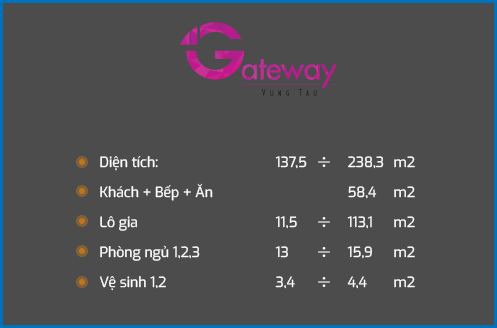 Gateway
VUNG TAU
Diện tích: 137,5 ÷ 238,3 m2
Khách + Bếp + Ăn 58,4 m2
Lô gia 11,5 ÷ 113,1 m2
Phòng ngủ 1,2,3 13 ÷ 15,9 m2
Vệ sinh 1,2 3,4 ÷ 4,4 m2